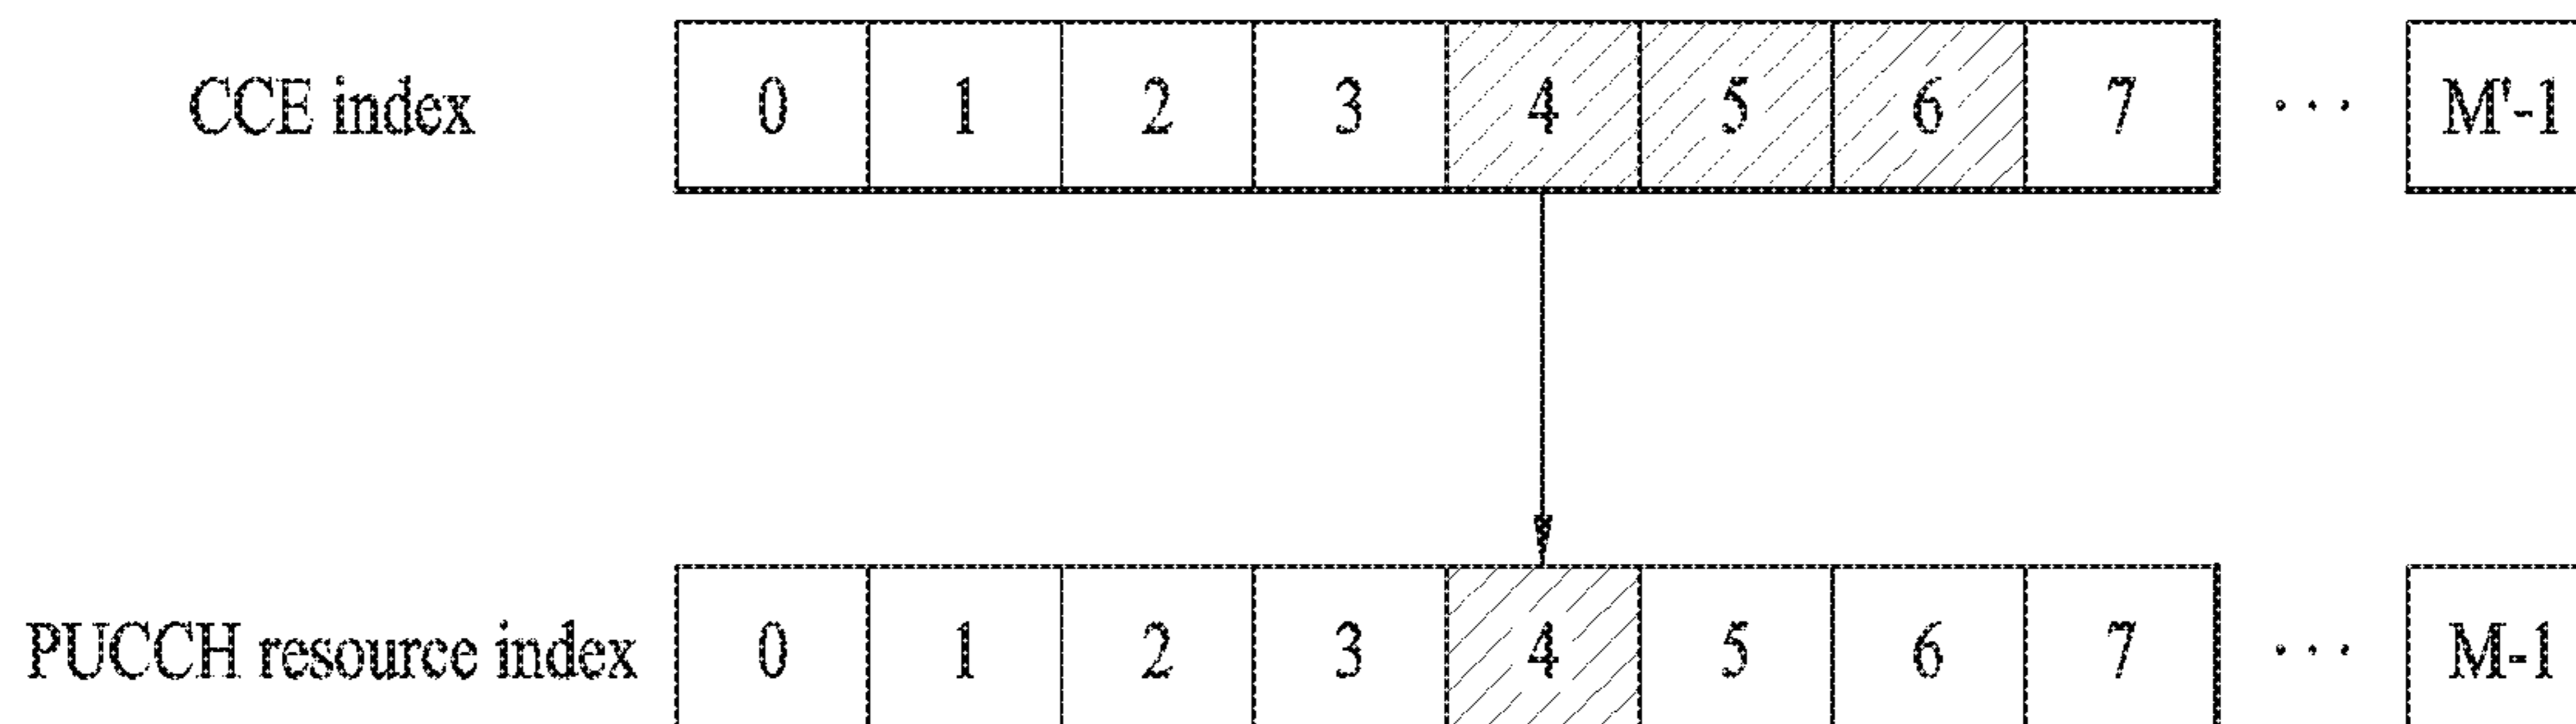 CCE index 0 1 2 3 4 5 6 7 ... M'-1
PUCCH resource index 0 1 2 3 4 5 6 7 ... M-1